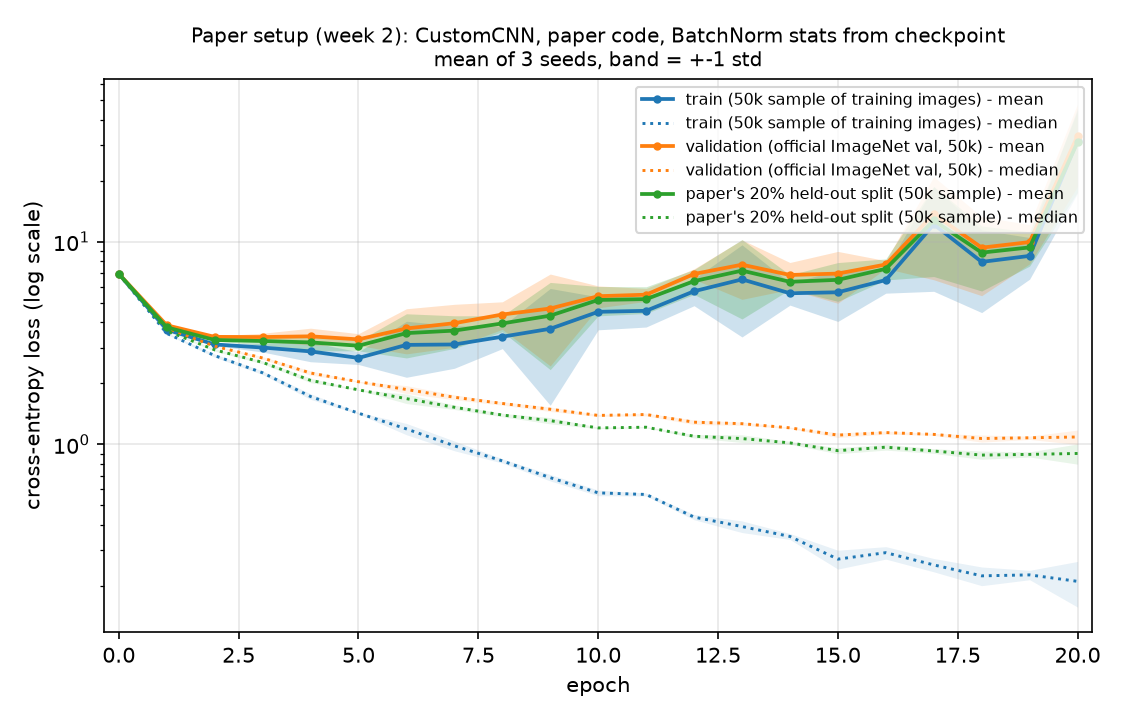 Paper setup (week 2): CustomCNN, paper code, BatchNorm stats from checkpoint
mean of 3 seeds, band = +-1 std
train (50k sample of training images) - mean
train (50k sample of training images) - median
validation (official ImageNet val, 50k) - mean
validation (official ImageNet val, 50k) - median
paper's 20% held-out split (50k sample) - mean
paper's 20% held-out split (50k sample) - median
cross-entropy loss (log scale)
10¹
10⁰
0.0 2.5 5.0 7.5 10.0 12.5 15.0 17.5 20.0
epoch